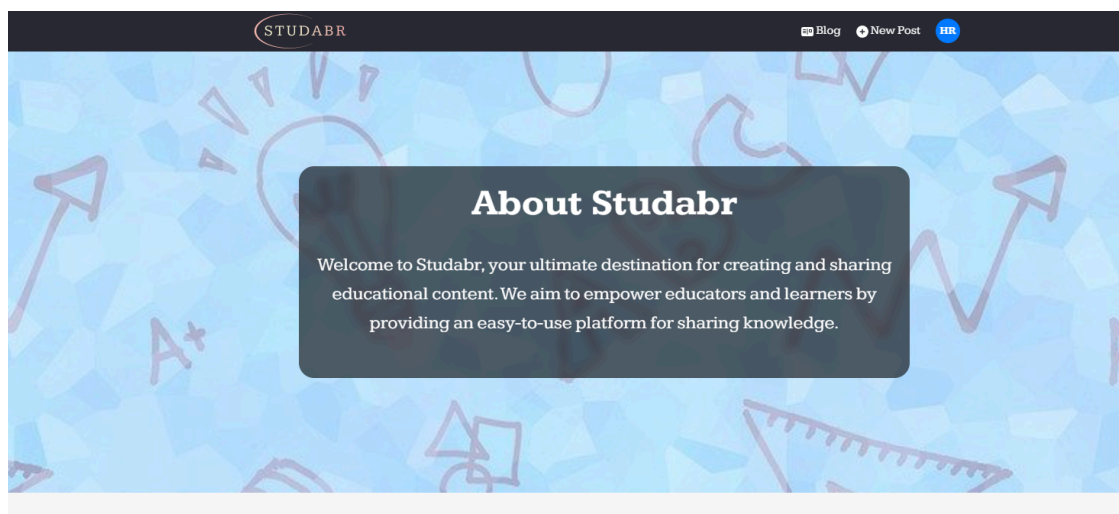 STUDABR
Blog
New Post
HR
About Studabr
Welcome to Studabr, your ultimate destination for creating and sharing
educational content. We aim to empower educators and learners by
providing an easy-to-use platform for sharing knowledge.
A+